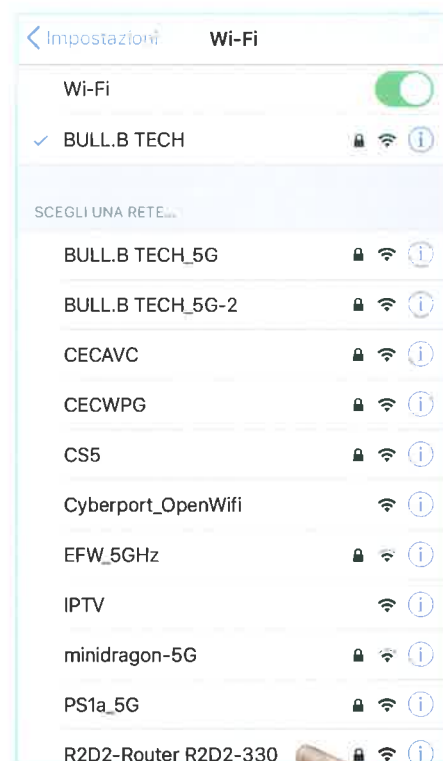 Impostazioni Wi-Fi
Wi-Fi
BULL.B TECH
SCEGLI UNA RETE...
BULL.B TECH_5G
BULL.B TECH_5G-2
CECAVC
CECWPG
CS5
Cyberport_OpenWifi
EFW_5GHz
IPTV
minidragon-5G
PS1a_5G
R2D2-Router R2D2-330